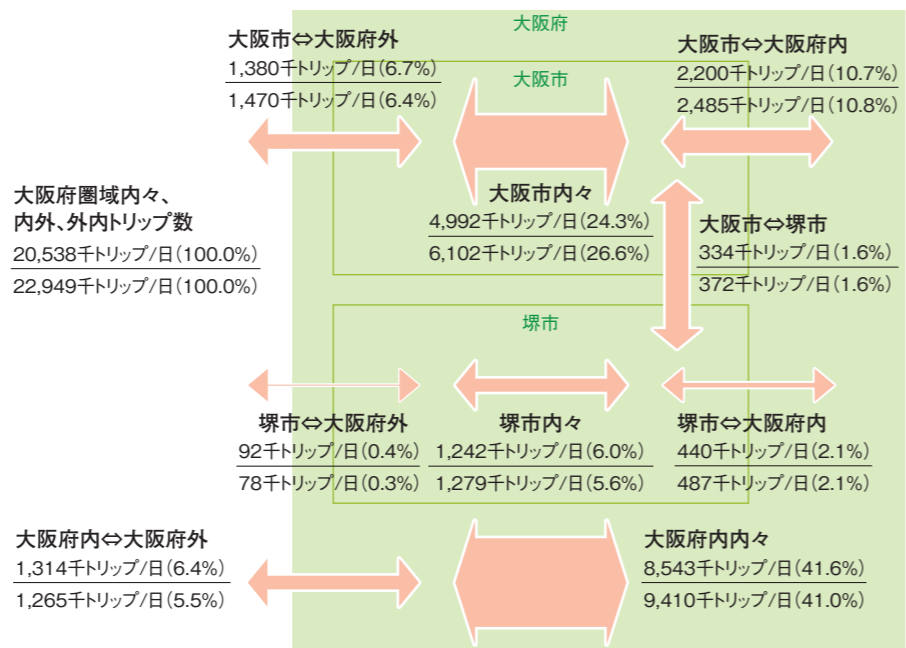 大阪府
大阪市⇔大阪府外
1,380千トリップ/日(6.7%)
1,470千トリップ/日(6.4%)
大阪市
大阪市⇔大阪府内
2,200千トリップ/日(10.7%)
2,485千トリップ/日(10.8%)
大阪府圏域内々、
内外、外内トリップ数
20,538千トリップ/日(100.0%)
22,949千トリップ/日(100.0%)
大阪市内々
4,992千トリップ/日(24.3%)
6,102千トリップ/日(26.6%)
大阪市⇔堺市
334千トリップ/日(1.6%)
372千トリップ/日(1.6%)
堺市
堺市⇔大阪府外
92千トリップ/日(0.4%)
78千トリップ/日(0.3%)
堺市内々
1,242千トリップ/日(6.0%)
1,279千トリップ/日(5.6%)
堺市⇔大阪府内
440千トリップ/日(2.1%)
487千トリップ/日(2.1%)
大阪府内⇔大阪府外
1,314千トリップ/日(6.4%)
1,265千トリップ/日(5.5%)
大阪府内内々
8,543千トリップ/日(41.6%)
9,410千トリップ/日(41.0%)